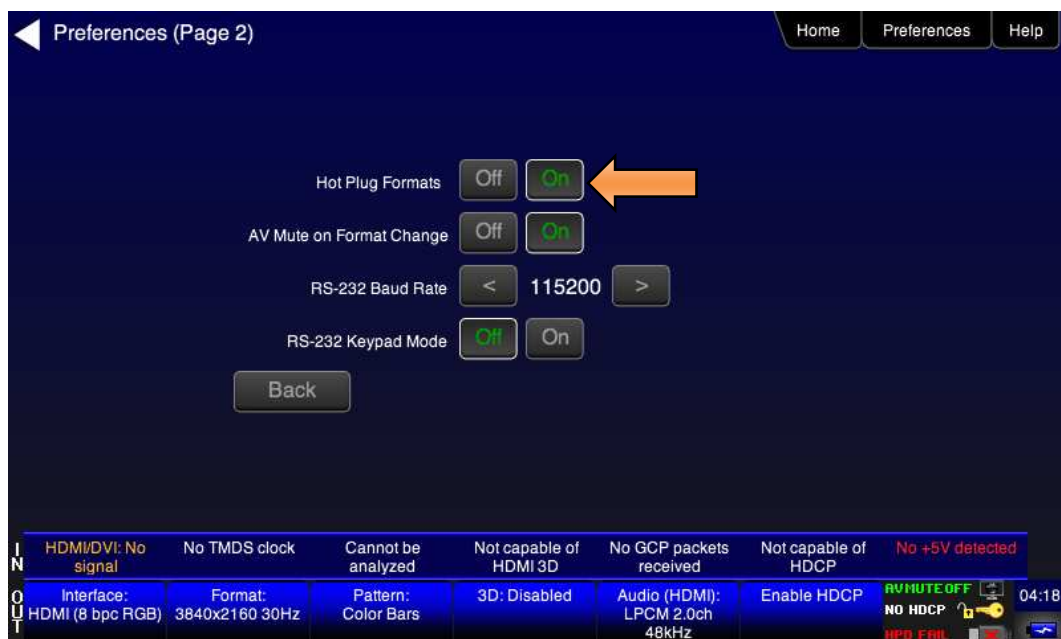 Preferences (Page 2)
Home
Preferences
Help
Hot Plug Formats
Off
On
AV Mute on Format Change
Off
On
RS-232 Baud Rate
<
115200
>
RS-232 Keypad Mode
Off
On
Back
IN
HDMI/DVI: No
signal
No TMDS clock
Cannot be
analyzed
Not capable of
HDMI 3D
No GCP packets
received
Not capable of
HDCP
No +5V detected
OUT
Interface:
HDMI (8 bpc RGB)
Format:
3840x2160 30Hz
Pattern:
Color Bars
3D: Disabled
Audio (HDMI):
LPCM 2.0ch
48kHz
Enable HDCP
AVMUTEOFF
NO HDCP
HPD FAIL
04:18